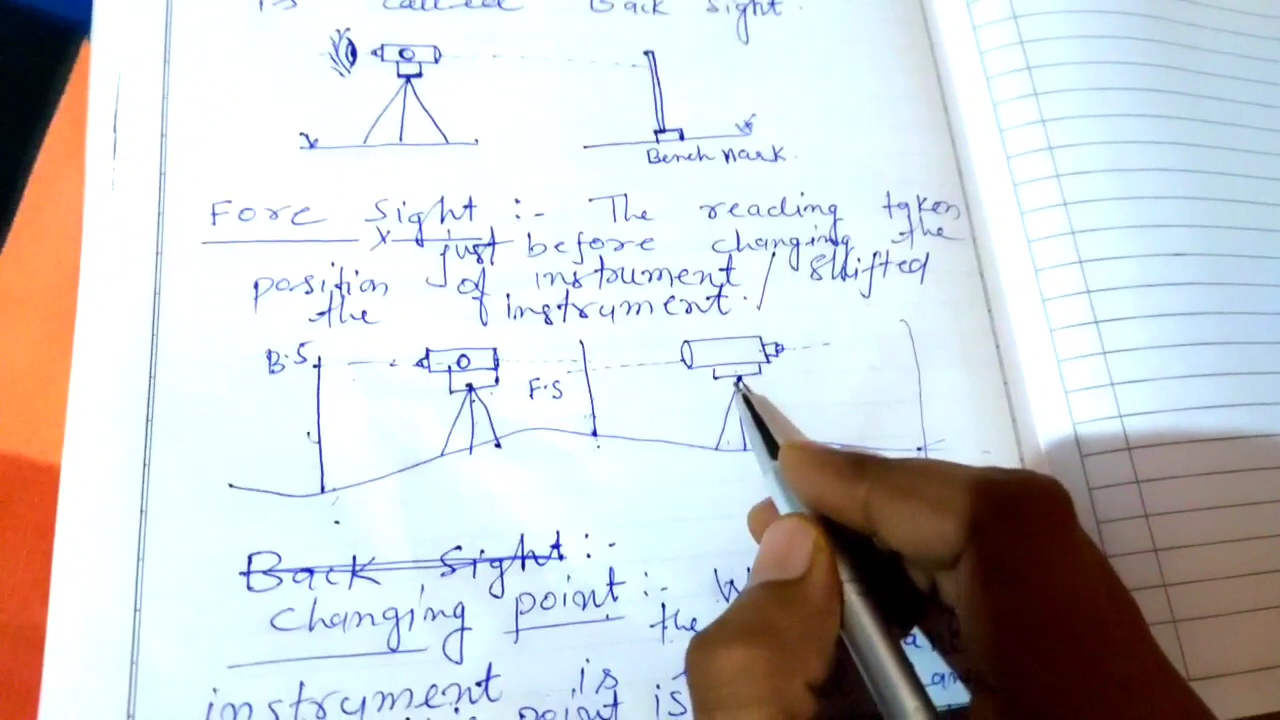 is called Back Sight.
Bench Mark.
Fore Sight :- The reading taken
just before changing the
position of instrument / shifted
the instrument.
B.S
F.S
Back Sight :-
Changing point :-
the
instrument is
point is